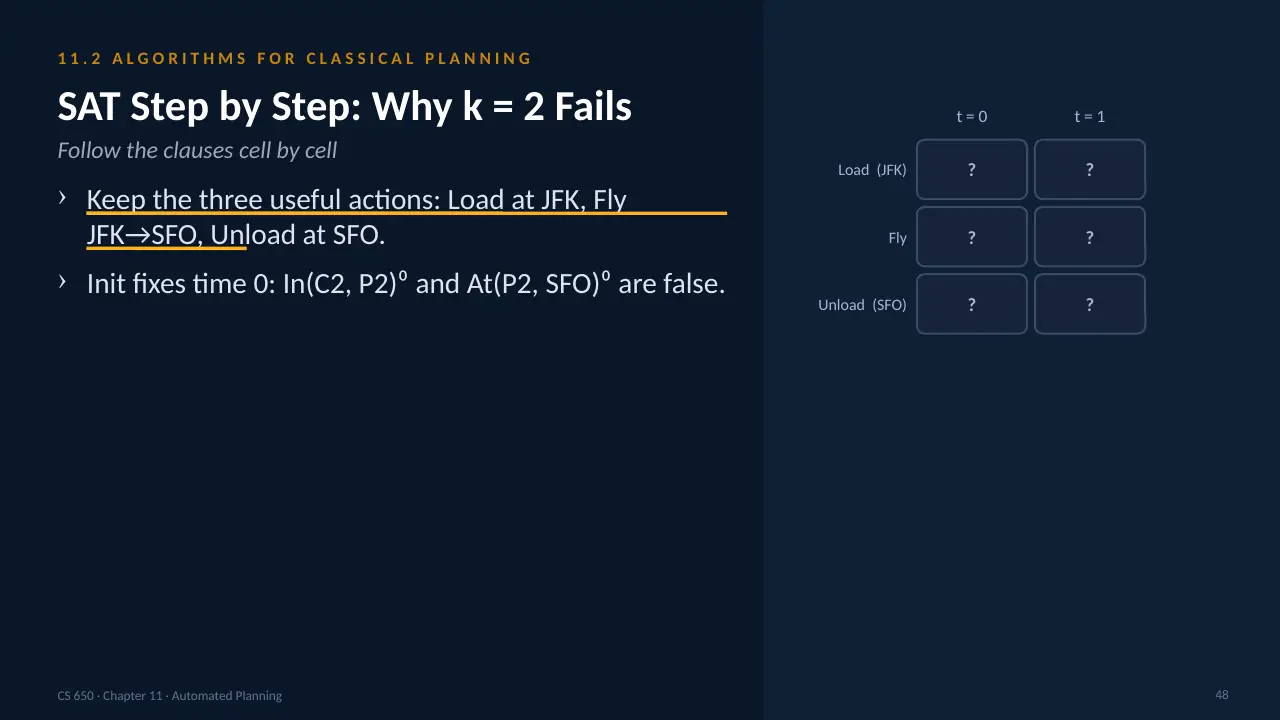 11.2 ALGORITHMS FOR CLASSICAL PLANNING
SAT Step by Step: Why k = 2 Fails
Follow the clauses cell by cell
› Keep the three useful actions: Load at JFK, Fly
JFK→SFO, Unload at SFO.
› Init fixes time 0: In(C2, P2)⁰ and At(P2, SFO)⁰ are false.
t = 0 t = 1
Load (JFK) ? ?
Fly ? ?
Unload (SFO) ? ?
CS 650 · Chapter 11 · Automated Planning
48